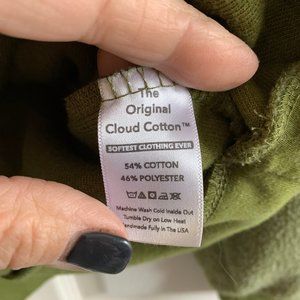 The
Original
Cloud Cotton™
SOFTEST CLOTHING EVER
54% COTTON
46% POLYESTER
Machine Wash Cold Inside Out
Tumble Dry on Low Heat
Handmade Fully In The USA